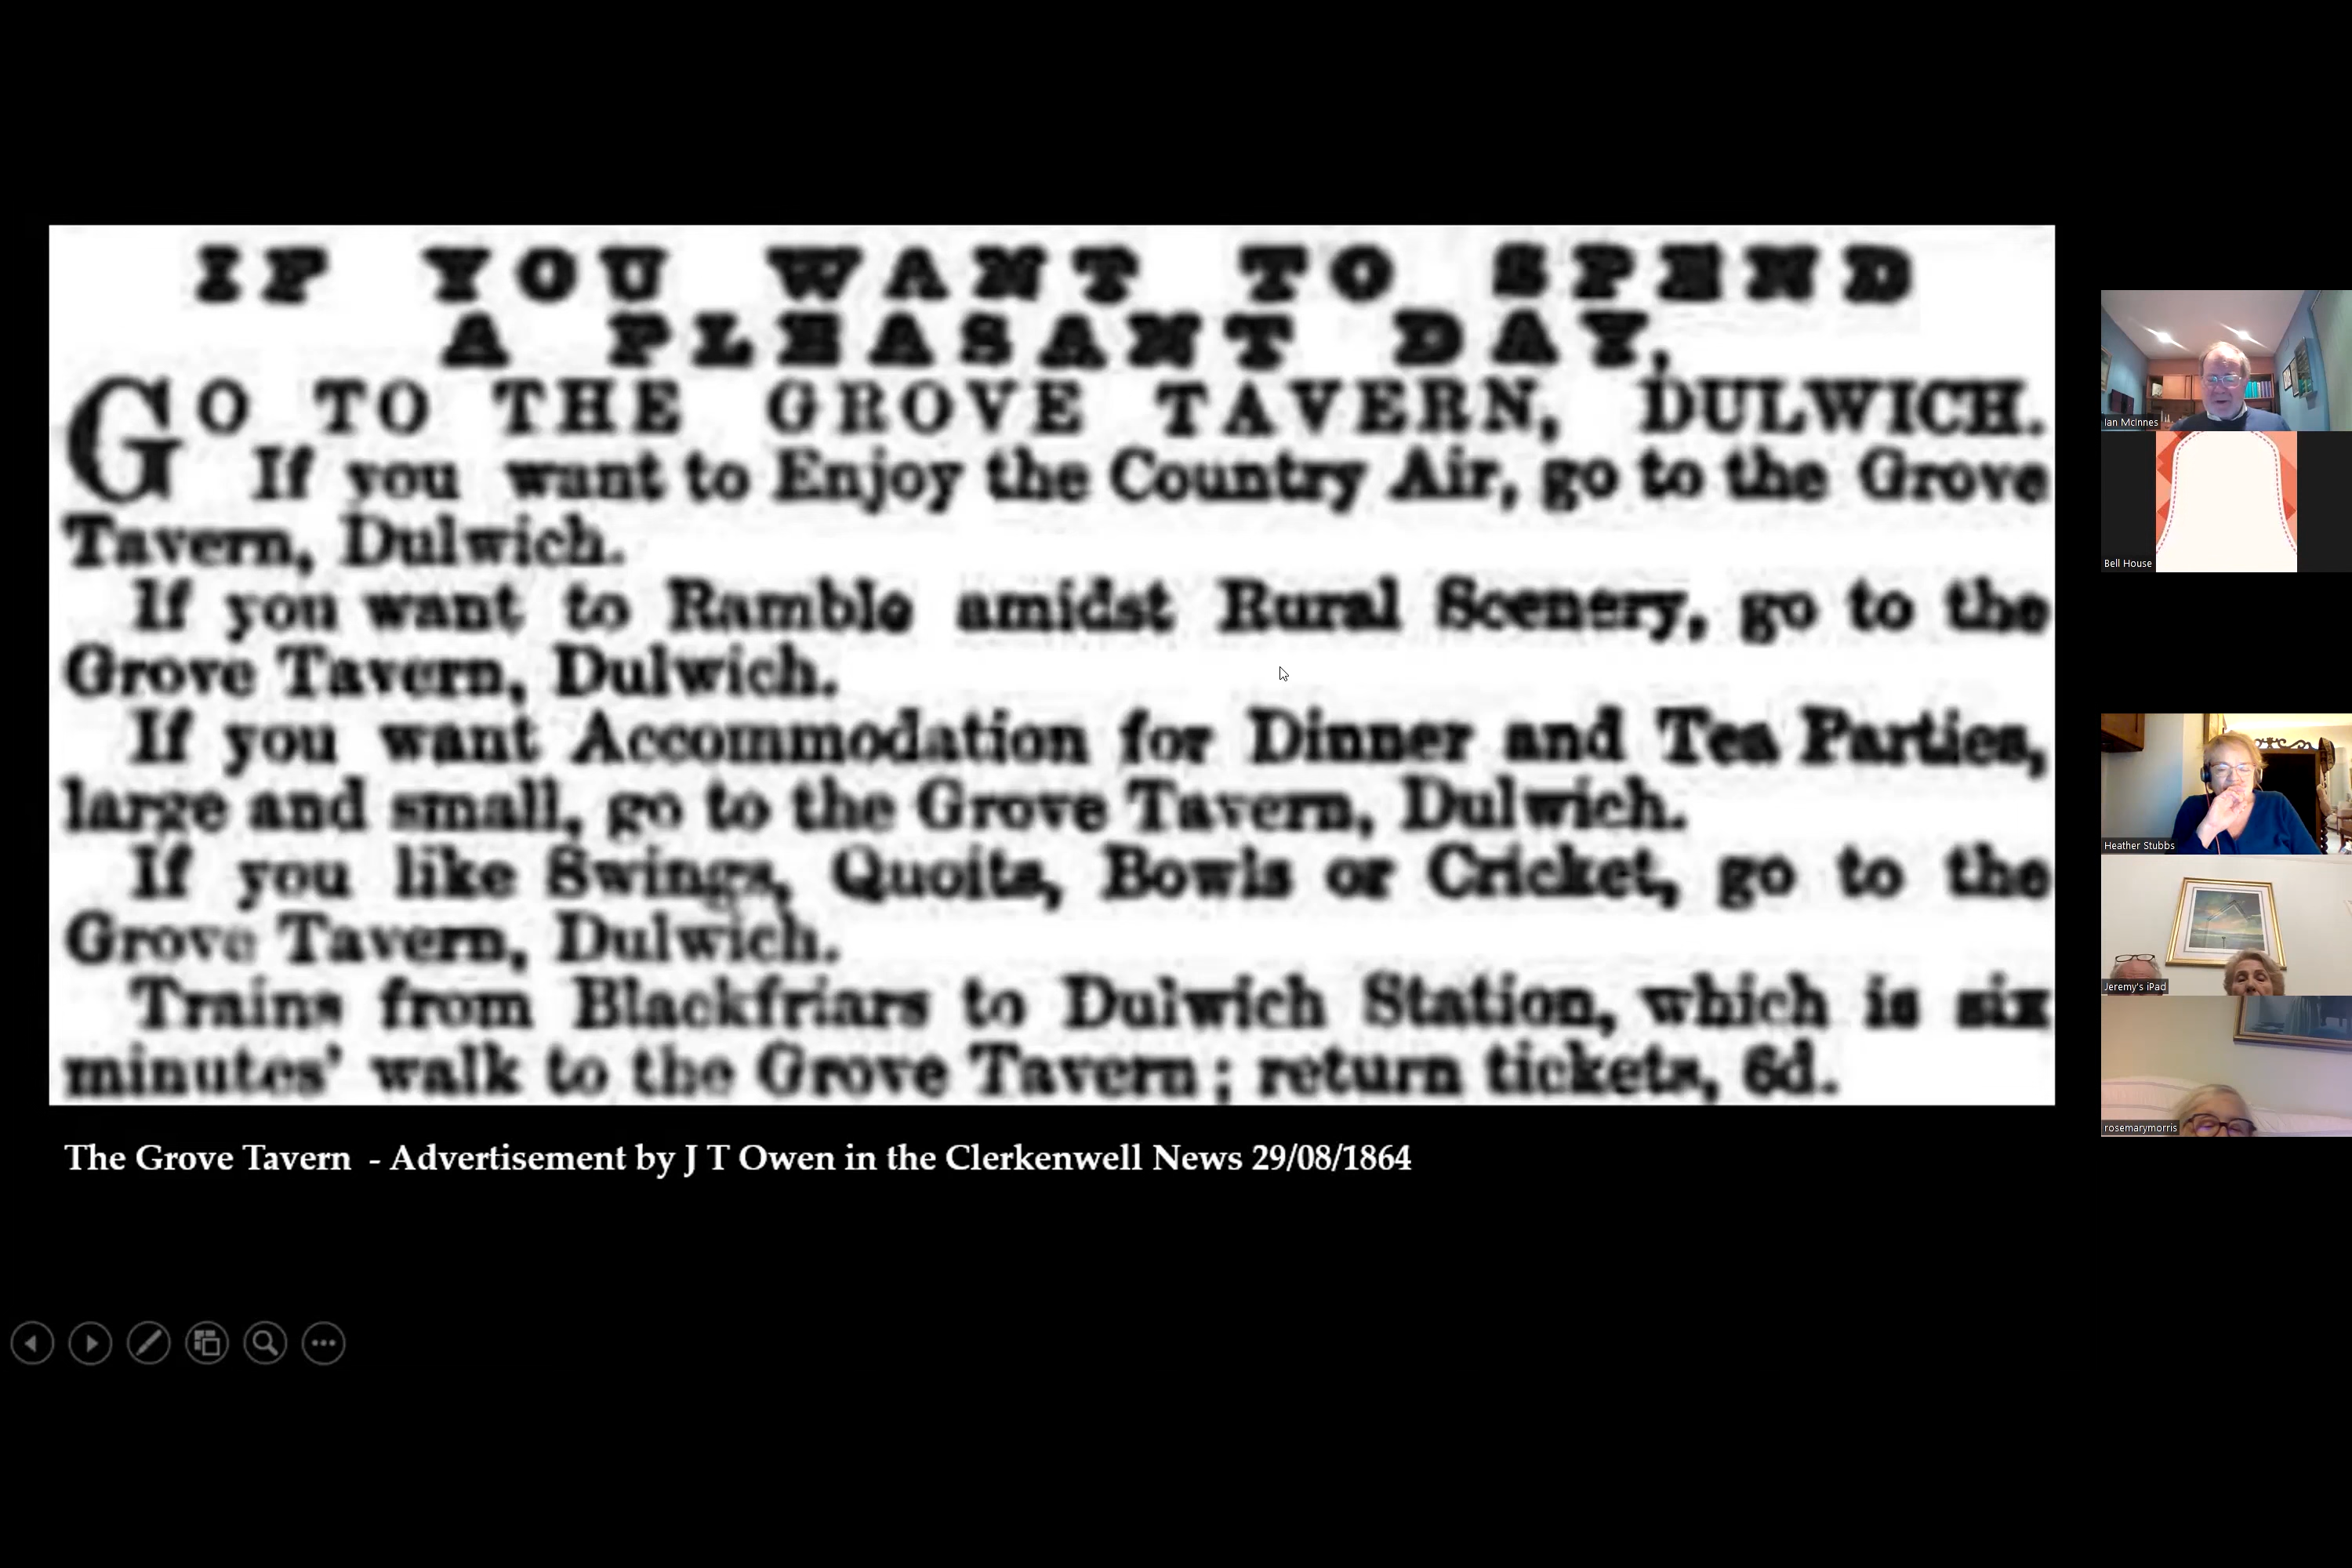 IF YOU WANT TO SPEND
A PLEASANT DAY,
GO TO THE GROVE TAVERN, DULWICH.
If you want to Enjoy the Country Air, go to the Grove
Tavern, Dulwich.
If you want to Ramble amidst Rural Scenery, go to the
Grove Tavern, Dulwich.
If you want Accommodation for Dinner and Tea Parties,
large and small, go to the Grove Tavern, Dulwich.
If you like Swings, Quoits, Bowls or Cricket, go to the
Grove Tavern, Dulwich.
Trains from Blackfriars to Dulwich Station, which is six
minutes' walk to the Grove Tavern; return tickets, 6d.
The Grove Tavern - Advertisement by J T Owen in the Clerkenwell News 29/08/1864
Ian McInnes
Bell House
Heather Stubbs
Jeremy's iPad
rosemarymorris